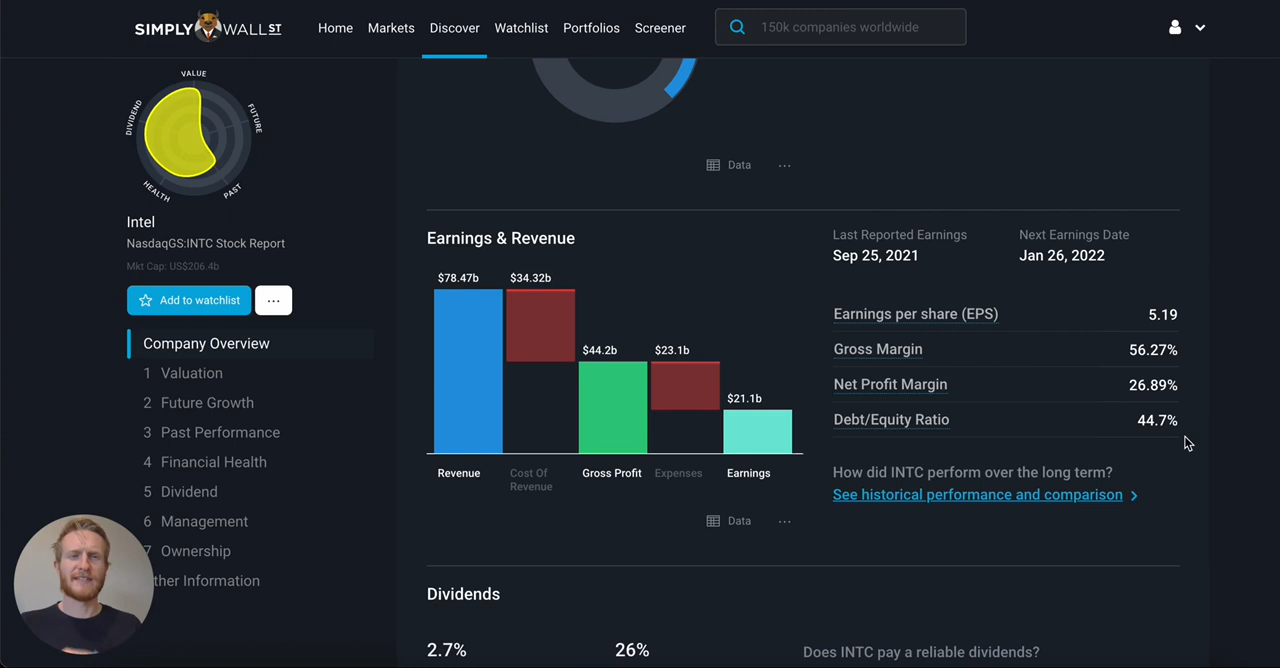 SIMPLY WALL ST
Home Markets Discover Watchlist Portfolios Screener
150k companies worldwide
VALUE
FUTURE
PAST
HEALTH
DIVIDEND
Intel
NasdaqGS:INTC Stock Report
Mkt Cap: US$206.4b
Add to watchlist
...
Company Overview
1 Valuation
2 Future Growth
3 Past Performance
4 Financial Health
5 Dividend
6 Management
7 Ownership
ther Information
Data ...
Earnings & Revenue
$78.47b
$34.32b
$44.2b
$23.1b
$21.1b
Revenue
Cost Of
Revenue
Gross Profit
Expenses
Earnings
Data ...
Last Reported Earnings
Sep 25, 2021
Next Earnings Date
Jan 26, 2022
Earnings per share (EPS) 5.19
Gross Margin 56.27%
Net Profit Margin 26.89%
Debt/Equity Ratio 44.7%
How did INTC perform over the long term?
See historical performance and comparison
Dividends
2.7%
26%
Does INTC pay a reliable dividends?